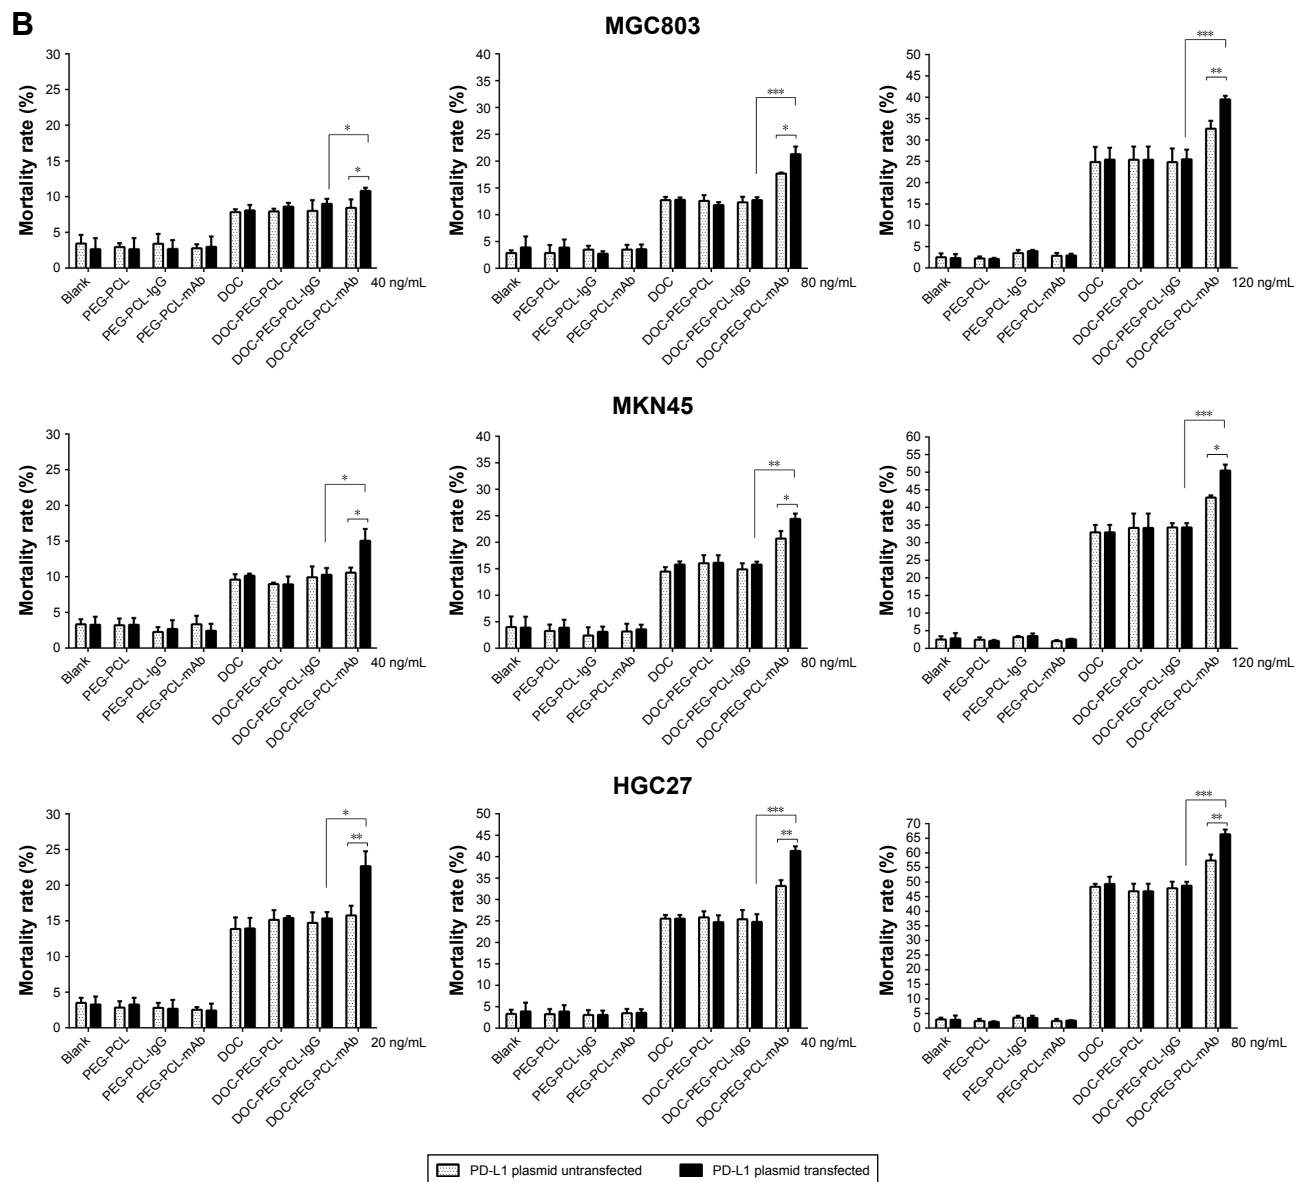 B
MGC803
Mortality rate (%)
30
25
20
15
10
5
0
*
*
Blank
PEG-PCL
PEG-PCL-IgG
PEG-PCL-mAb
DOC
DOC-PEG-PCL
DOC-PEG-PCL-IgG
DOC-PEG-PCL-mAb
40 ng/mL
Mortality rate (%)
40
35
30
25
20
15
10
5
0
***
*
Blank
PEG-PCL
PEG-PCL-IgG
PEG-PCL-mAb
DOC
DOC-PEG-PCL
DOC-PEG-PCL-IgG
DOC-PEG-PCL-mAb
80 ng/mL
Mortality rate (%)
50
45
40
35
30
25
20
15
10
5
0
***
**
Blank
PEG-PCL
PEG-PCL-IgG
PEG-PCL-mAb
DOC
DOC-PEG-PCL
DOC-PEG-PCL-IgG
DOC-PEG-PCL-mAb
120 ng/mL
MKN45
Mortality rate (%)
30
25
20
15
10
5
0
*
*
Blank
PEG-PCL
PEG-PCL-IgG
PEG-PCL-mAb
DOC
DOC-PEG-PCL
DOC-PEG-PCL-IgG
DOC-PEG-PCL-mAb
40 ng/mL
Mortality rate (%)
40
35
30
25
20
15
10
5
0
**
*
Blank
PEG-PCL
PEG-PCL-IgG
PEG-PCL-mAb
DOC
DOC-PEG-PCL
DOC-PEG-PCL-IgG
DOC-PEG-PCL-mAb
80 ng/mL
Mortality rate (%)
60
55
50
45
40
35
30
25
20
15
10
5
0
***
*
Blank
PEG-PCL
PEG-PCL-IgG
PEG-PCL-mAb
DOC
DOC-PEG-PCL
DOC-PEG-PCL-IgG
DOC-PEG-PCL-mAb
120 ng/mL
HGC27
Mortality rate (%)
30
25
20
15
10
5
0
*
**
Blank
PEG-PCL
PEG-PCL-IgG
PEG-PCL-mAb
DOC
DOC-PEG-PCL
DOC-PEG-PCL-IgG
DOC-PEG-PCL-mAb
20 ng/mL
Mortality rate (%)
50
45
40
35
30
25
20
15
10
5
0
***
**
Blank
PEG-PCL
PEG-PCL-IgG
PEG-PCL-mAb
DOC
DOC-PEG-PCL
DOC-PEG-PCL-IgG
DOC-PEG-PCL-mAb
40 ng/mL
Mortality rate (%)
70
65
60
55
50
45
40
35
30
25
20
15
10
5
0
***
**
Blank
PEG-PCL
PEG-PCL-IgG
PEG-PCL-mAb
DOC
DOC-PEG-PCL
DOC-PEG-PCL-IgG
DOC-PEG-PCL-mAb
80 ng/mL
PD-L1 plasmid untransfected
PD-L1 plasmid transfected